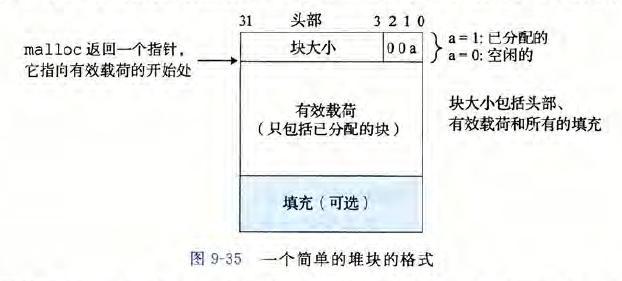 31 头部 3 2 1 0
malloc 返回一个指针，
它指向有效载荷的开始处
块大小 0 0 a
a = 1: 已分配的
a = 0: 空闲的
有效载荷
（只包括已分配的块）
块大小包括头部、
有效载荷和所有的填充
填充（可选）
图 9-35 一个简单的堆块的格式